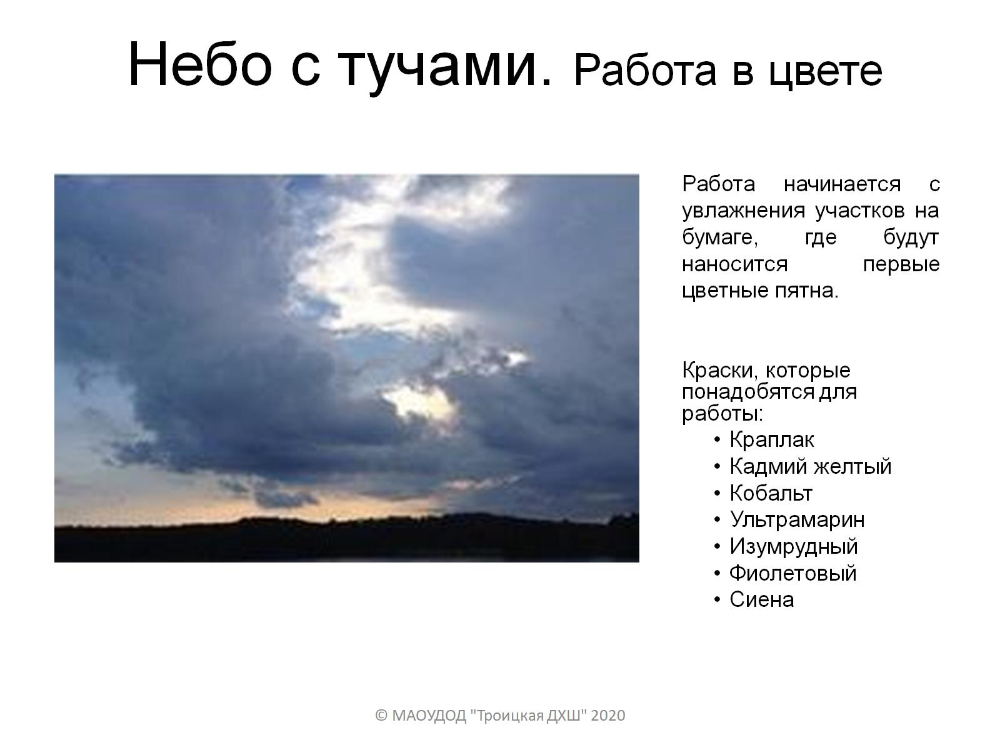 Небо с тучами. Работа в цвете
Работа начинается с
увлажнения участков на
бумаге, где будут
наносится первые
цветные пятна.
Краски, которые
понадобятся для
работы:
• Краплак
• Кадмий желтый
• Кобальт
• Ультрамарин
• Изумрудный
• Фиолетовый
• Сиена
© МАОУДОД "Троицкая ДХШ" 2020